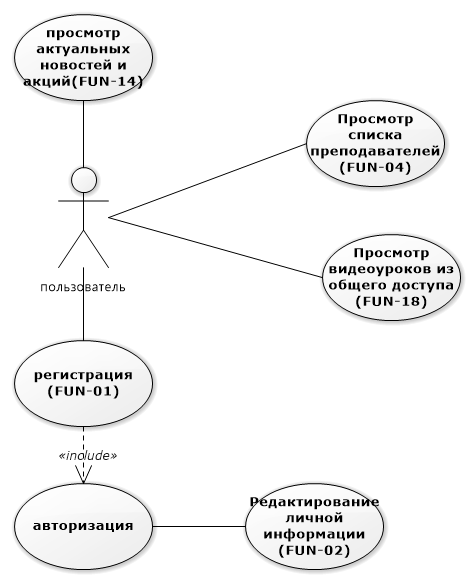 просмотр
актуальных
новостей и
акций(FUN-14)
Просмотр
списка
преподавателей
(FUN-04)
пользователь
Просмотр
видеоуроков из
общего доступа
(FUN-18)
регистрация
(FUN-01)
«include»
авторизация
Редактирование
личной
информации
(FUN-02)